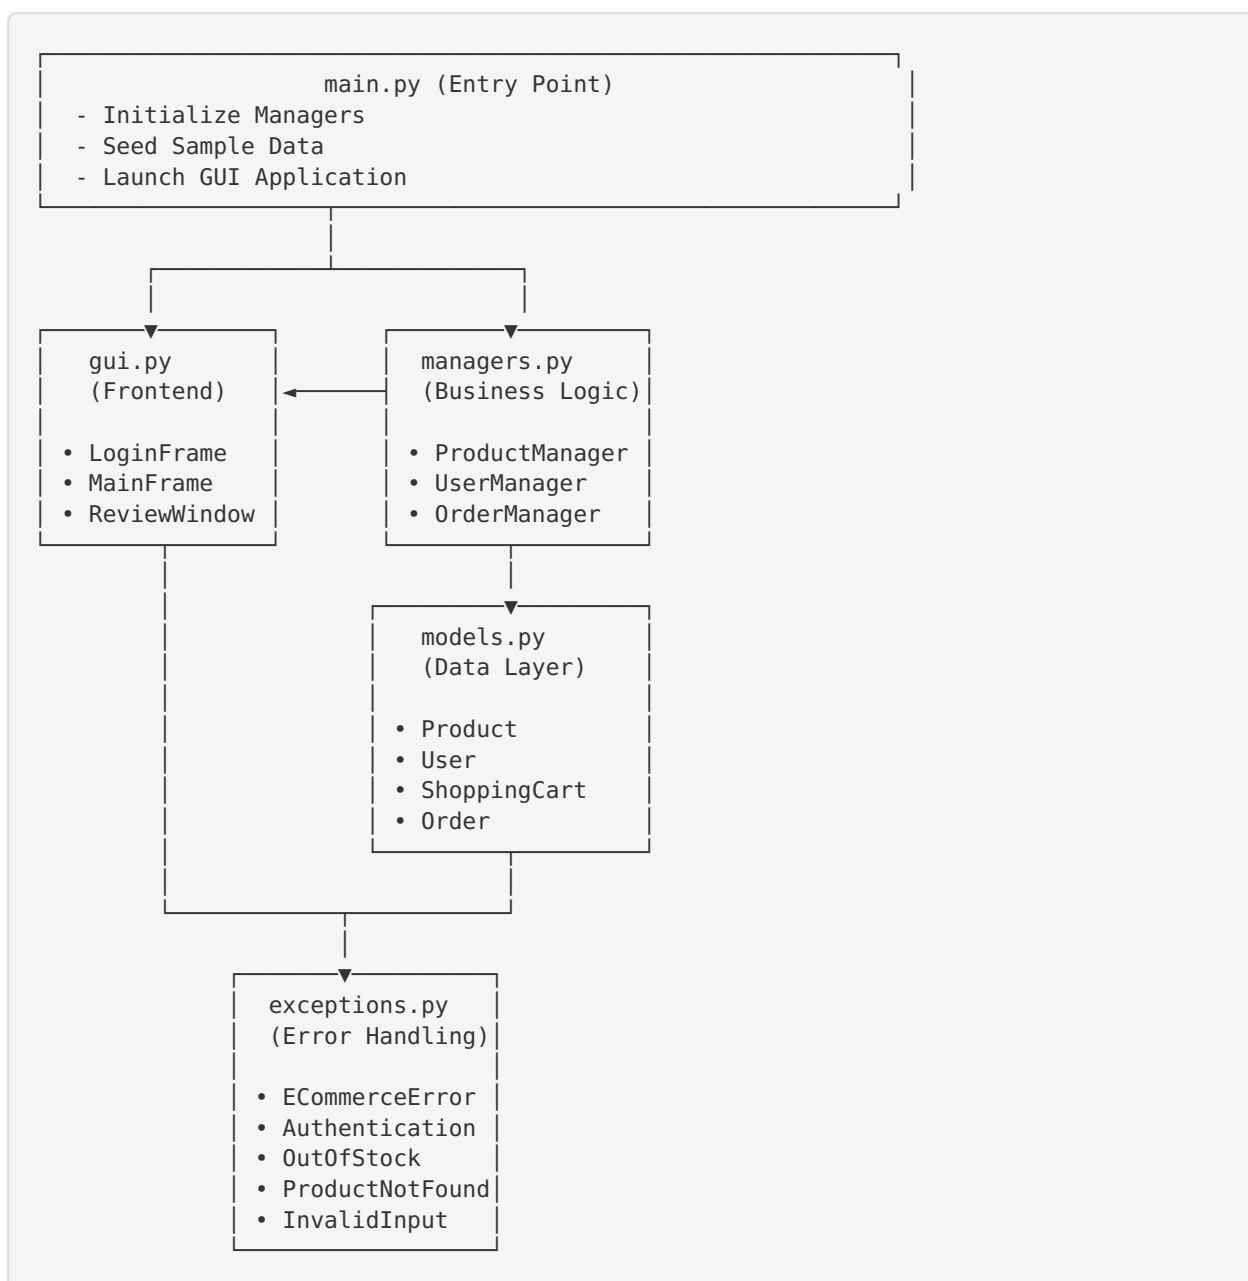 main.py (Entry Point)
- Initialize Managers
- Seed Sample Data
- Launch GUI Application
gui.py
(Frontend)
• LoginFrame
• MainFrame
• ReviewWindow
managers.py
(Business Logic)
• ProductManager
• UserManager
• OrderManager
models.py
(Data Layer)
• Product
• User
• ShoppingCart
• Order
exceptions.py
(Error Handling)
• ECommerceError
• Authentication
• OutOfStock
• ProductNotFound
• InvalidInput